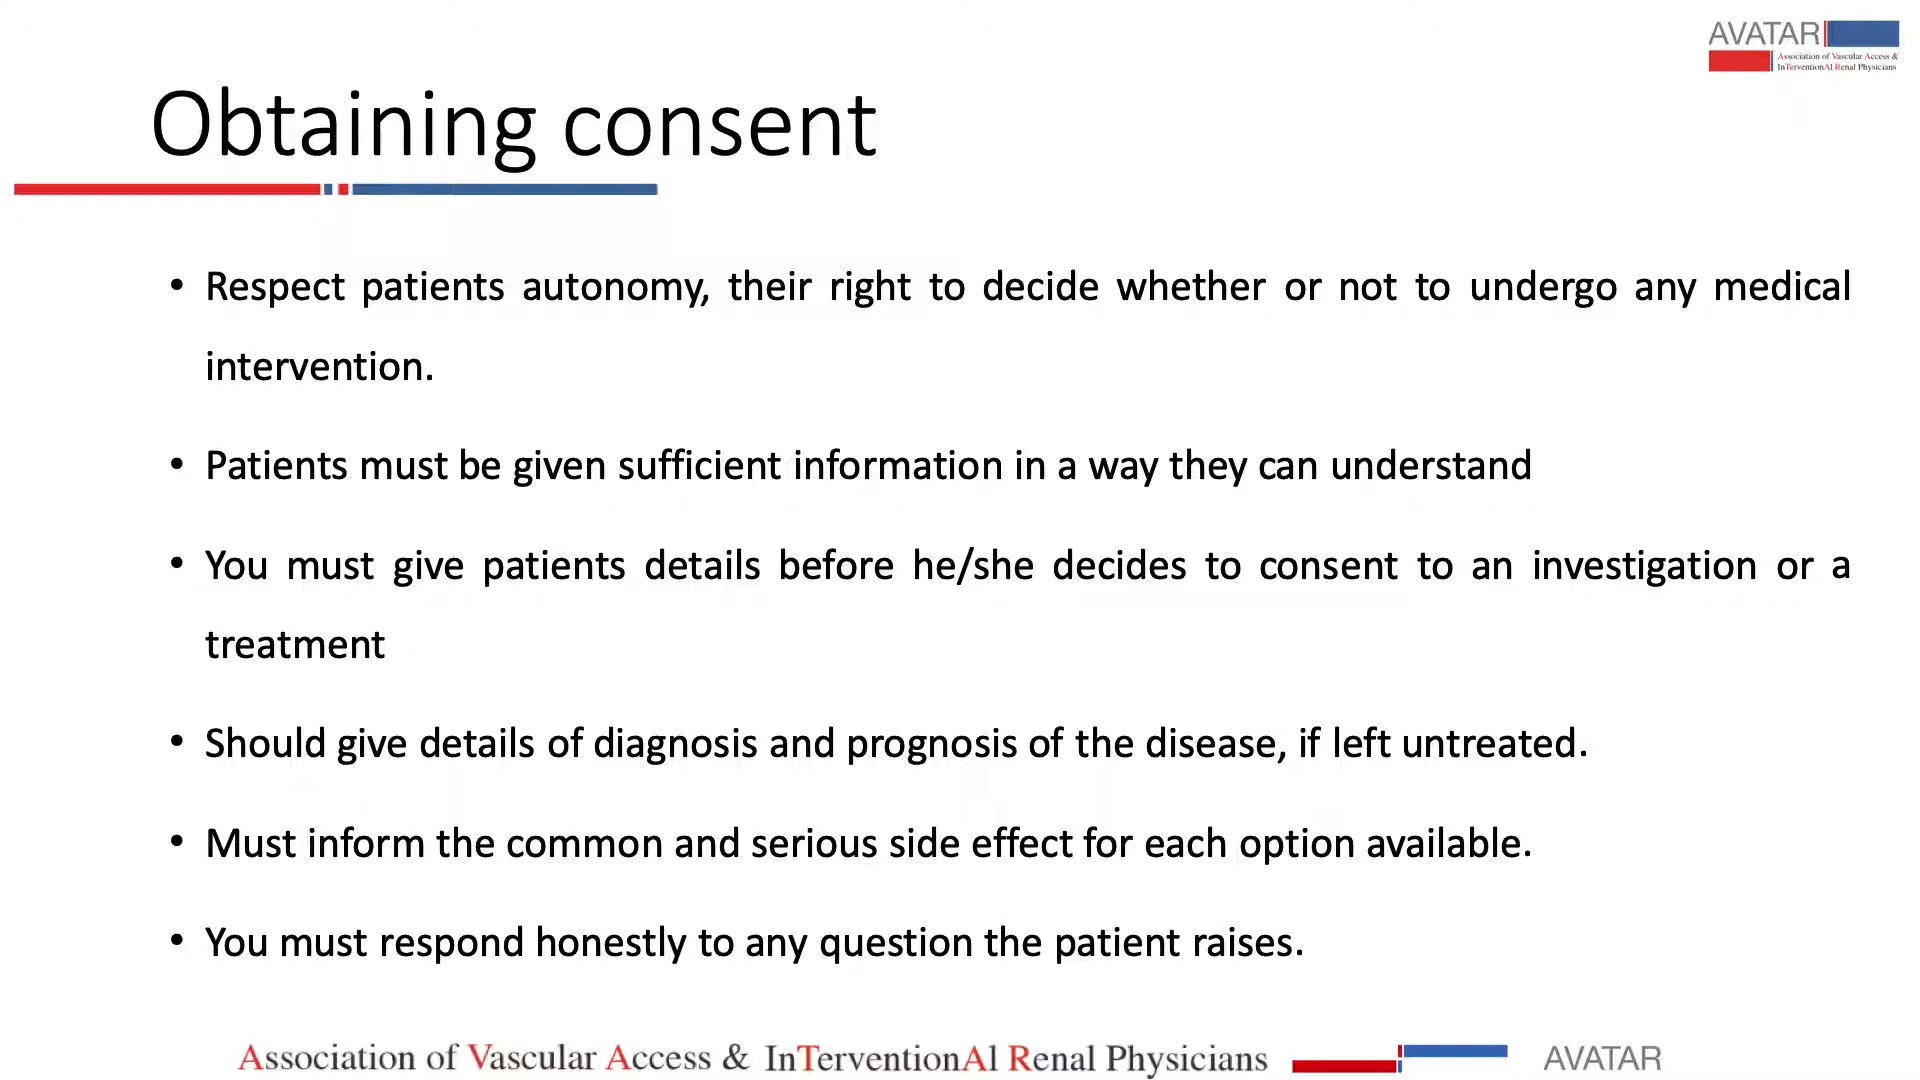 AVATAR
Association of Vascular Access &
InTerventionAl Renal Physicians
Obtaining consent
• Respect patients autonomy, their right to decide whether or not to undergo any medical
intervention.
• Patients must be given sufficient information in a way they can understand
• You must give patients details before he/she decides to consent to an investigation or a
treatment
• Should give details of diagnosis and prognosis of the disease, if left untreated.
• Must inform the common and serious side effect for each option available.
• You must respond honestly to any question the patient raises.
Association of Vascular Access & InTerventionAl Renal Physicians AVATAR